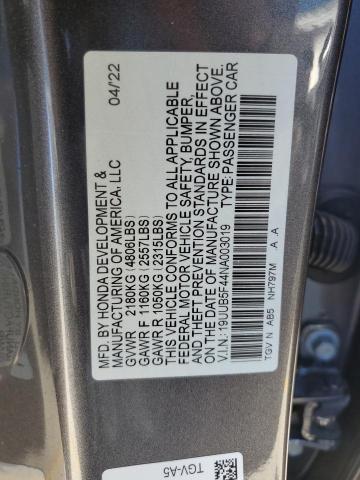 04/22
MFD. BY HONDA DEVELOPMENT &
MANUFACTURING OF AMERICA, LLC
GVWR 2180KG (4806LBS)
GAWR F 1160KG (2557LBS)
GAWR R 1050KG (2315LBS)
THIS VEHICLE CONFORMS TO ALL APPLICABLE
FEDERAL MOTOR VEHICLE SAFETY, BUMPER,
AND THEFT PREVENTION STANDARDS IN EFFECT
ON THE DATE OF MANUFACTURE SHOWN ABOVE.
V.I.N.: 19UUB5F44NA003019 TYPE: PASSENGER CAR
TGV N AB5 NH797M A A
TGV-A5